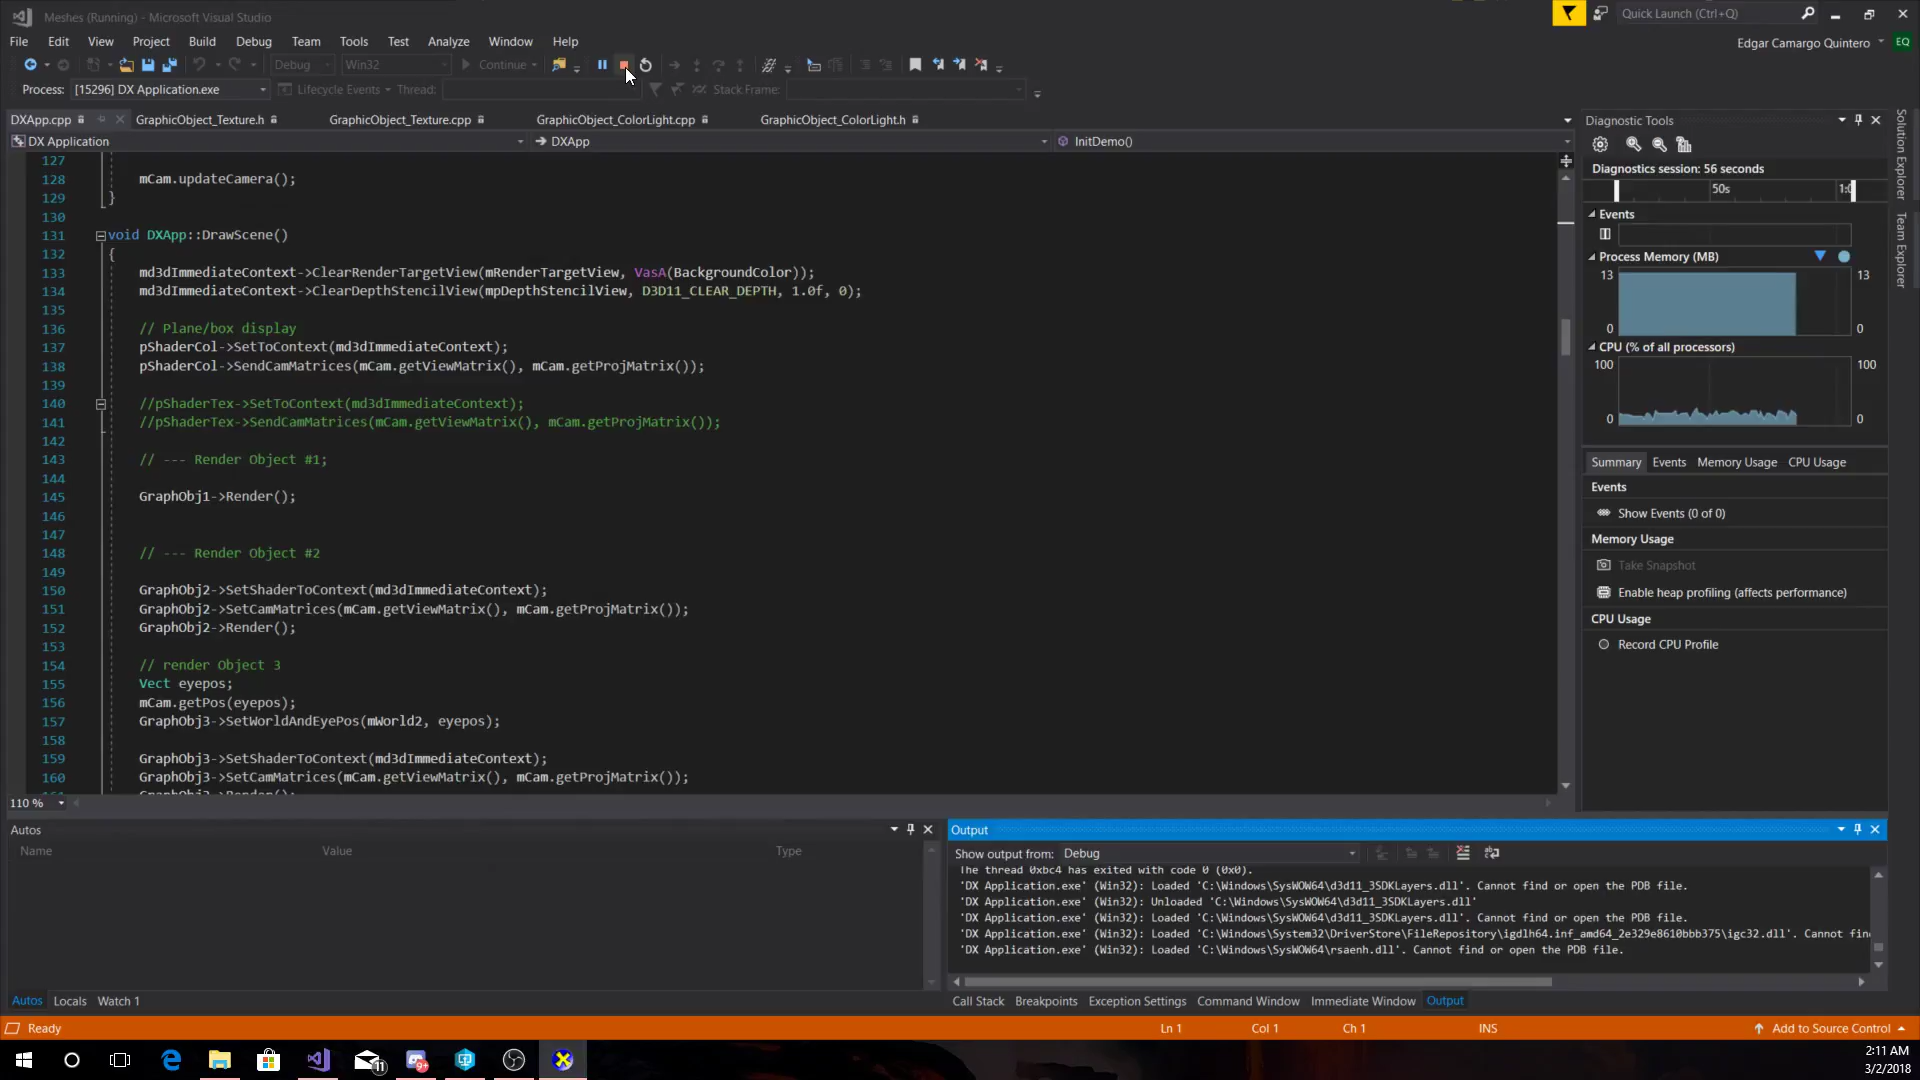 Meshes (Running) - Microsoft Visual Studio
Quick Launch (Ctrl+Q)
File Edit View Project Build Debug Team Tools Test Analyze Window Help
Edgar Camargo Quintero EQ
Debug Win32 Continue
Process: [15296] DX Application.exe Lifecycle Events Thread: Stack Frame:
DXApp.cpp GraphicObject_Texture.h GraphicObject_Texture.cpp GraphicObject_ColorLight.cpp GraphicObject_ColorLight.h
DX Application DXApp InitDemo()
127
128 mCam.updateCamera();
129 }
130
131 void DXApp::DrawScene()
132 {
133 md3dImmediateContext->ClearRenderTargetView(mRenderTargetView, VasA(BackgroundColor));
134 md3dImmediateContext->ClearDepthStencilView(mpDepthStencilView, D3D11_CLEAR_DEPTH, 1.0f, 0);
135
136 // Plane/box display
137 pShaderCol->SetToContext(md3dImmediateContext);
138 pShaderCol->SendCamMatrices(mCam.getViewMatrix(), mCam.getProjMatrix());
139
140 //pShaderTex->SetToContext(md3dImmediateContext);
141 //pShaderTex->SendCamMatrices(mCam.getViewMatrix(), mCam.getProjMatrix());
142
143 // --- Render Object #1;
144
145 GraphObj1->Render();
146
147
148 // --- Render Object #2
149
150 GraphObj2->SetShaderToContext(md3dImmediateContext);
151 GraphObj2->SetCamMatrices(mCam.getViewMatrix(), mCam.getProjMatrix());
152 GraphObj2->Render();
153
154 // render Object 3
155 Vect eyepos;
156 mCam.getPos(eyepos);
157 GraphObj3->SetWorldAndEyePos(mWorld2, eyepos);
158
159 GraphObj3->SetShaderToContext(md3dImmediateContext);
160 GraphObj3->SetCamMatrices(mCam.getViewMatrix(), mCam.getProjMatrix());
110 %
Diagnostic Tools
Diagnostics session: 56 seconds
50s
Events
Process Memory (MB)
13 13
0 0
CPU (% of all processors)
100 100
0 0
Summary Events Memory Usage CPU Usage
Events
Show Events (0 of 0)
Memory Usage
Take Snapshot
Enable heap profiling (affects performance)
CPU Usage
Record CPU Profile
Solution Explorer
Team Explorer
Autos
Name Value Type
Autos Locals Watch 1
Output
Show output from: Debug
The thread 0xbc4 has exited with code 0 (0x0).
'DX Application.exe' (Win32): Loaded 'C:\Windows\SysWOW64\d3d11_3SDKLayers.dll'. Cannot find or open the PDB file.
'DX Application.exe' (Win32): Unloaded 'C:\Windows\SysWOW64\d3d11_3SDKLayers.dll'
'DX Application.exe' (Win32): Loaded 'C:\Windows\SysWOW64\d3d11_3SDKLayers.dll'. Cannot find or open the PDB file.
'DX Application.exe' (Win32): Loaded 'C:\Windows\System32\DriverStore\FileRepository\igdlh64.inf_amd64_2e329e8610bbb375\igc32.dll'. Cannot fin
'DX Application.exe' (Win32): Loaded 'C:\Windows\SysWOW64\rsaenh.dll'. Cannot find or open the PDB file.
Call Stack Breakpoints Exception Settings Command Window Immediate Window Output
Ready Ln 1 Col 1 Ch 1 INS Add to Source Control
11 9+
2:11 AM
3/2/2018